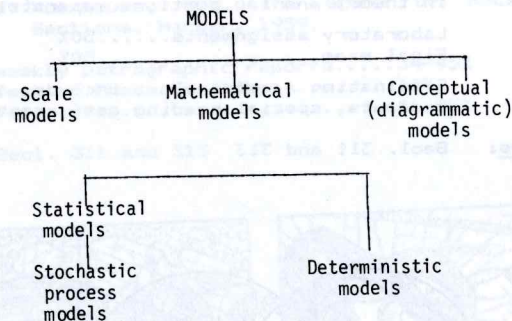 MODELS
Scale
models
Mathematical
models
Conceptual
(diagrammatic)
models
Statistical
models
Stochastic
process
models
Deterministic
models